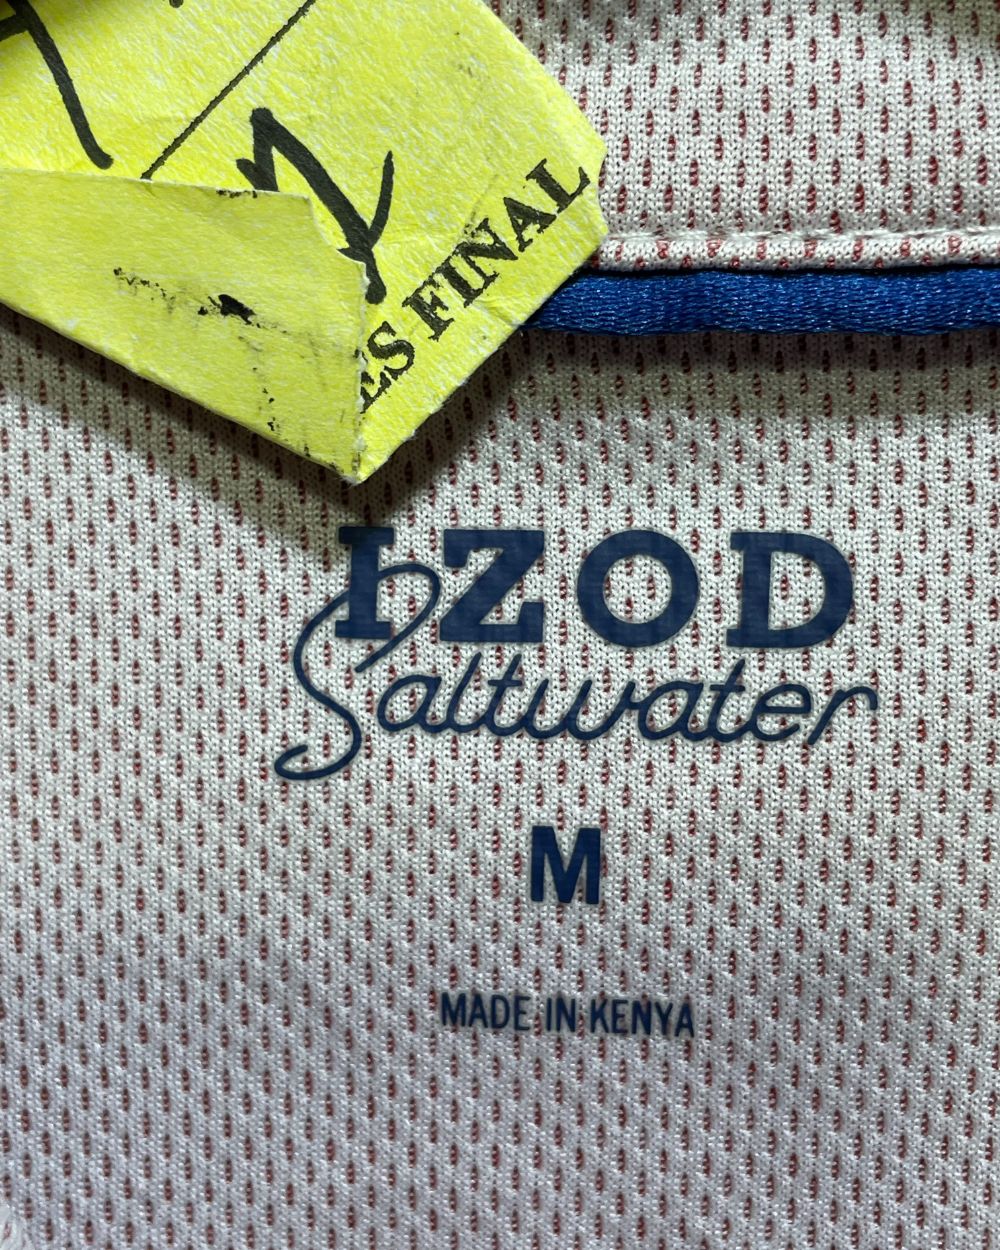 ES FINAL
IZOD
Saltwater
M
MADE IN KENYA